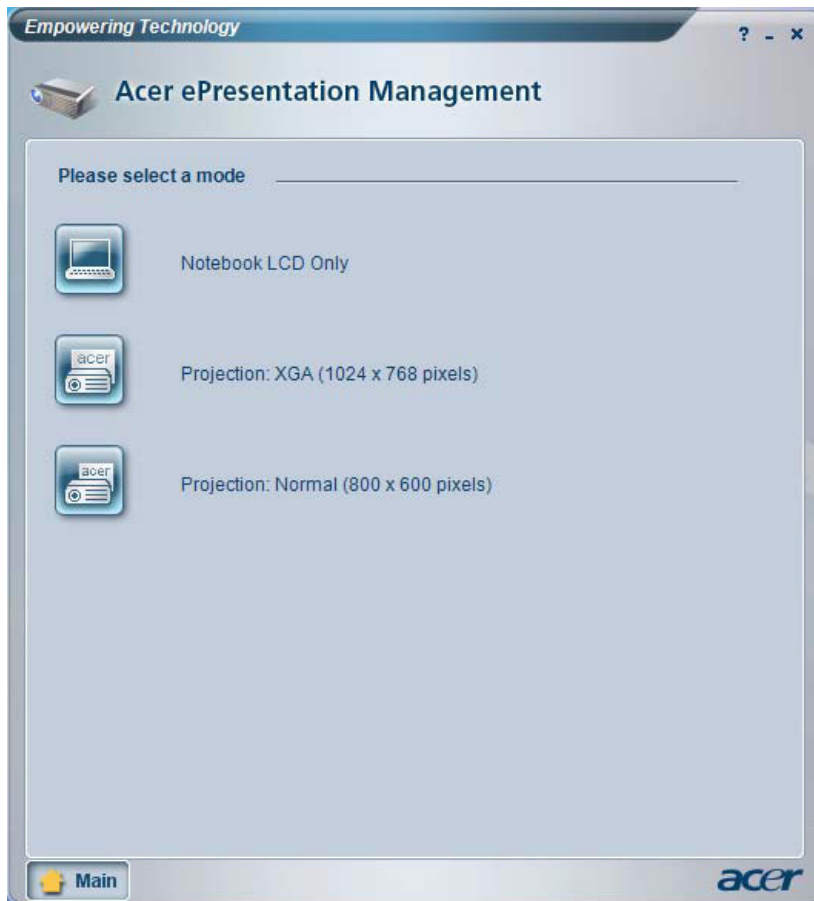 Empowering Technology
? - x
Acer ePresentation Management
Please select a mode
Notebook LCD Only
acer
Projection: XGA (1024 x 768 pixels)
acer
Projection: Normal (800 x 600 pixels)
Main
acer